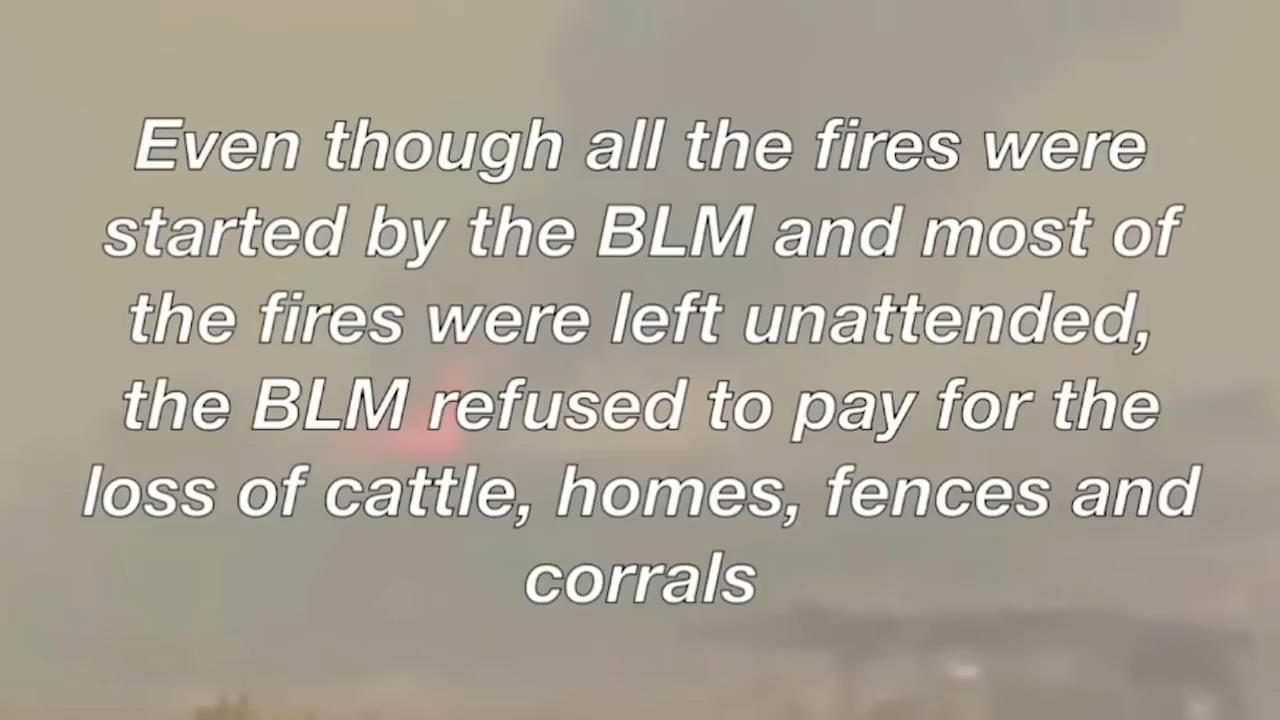 Even though all the fires were
started by the BLM and most of
the fires were left unattended,
the BLM refused to pay for the
loss of cattle, homes, fences and
corrals